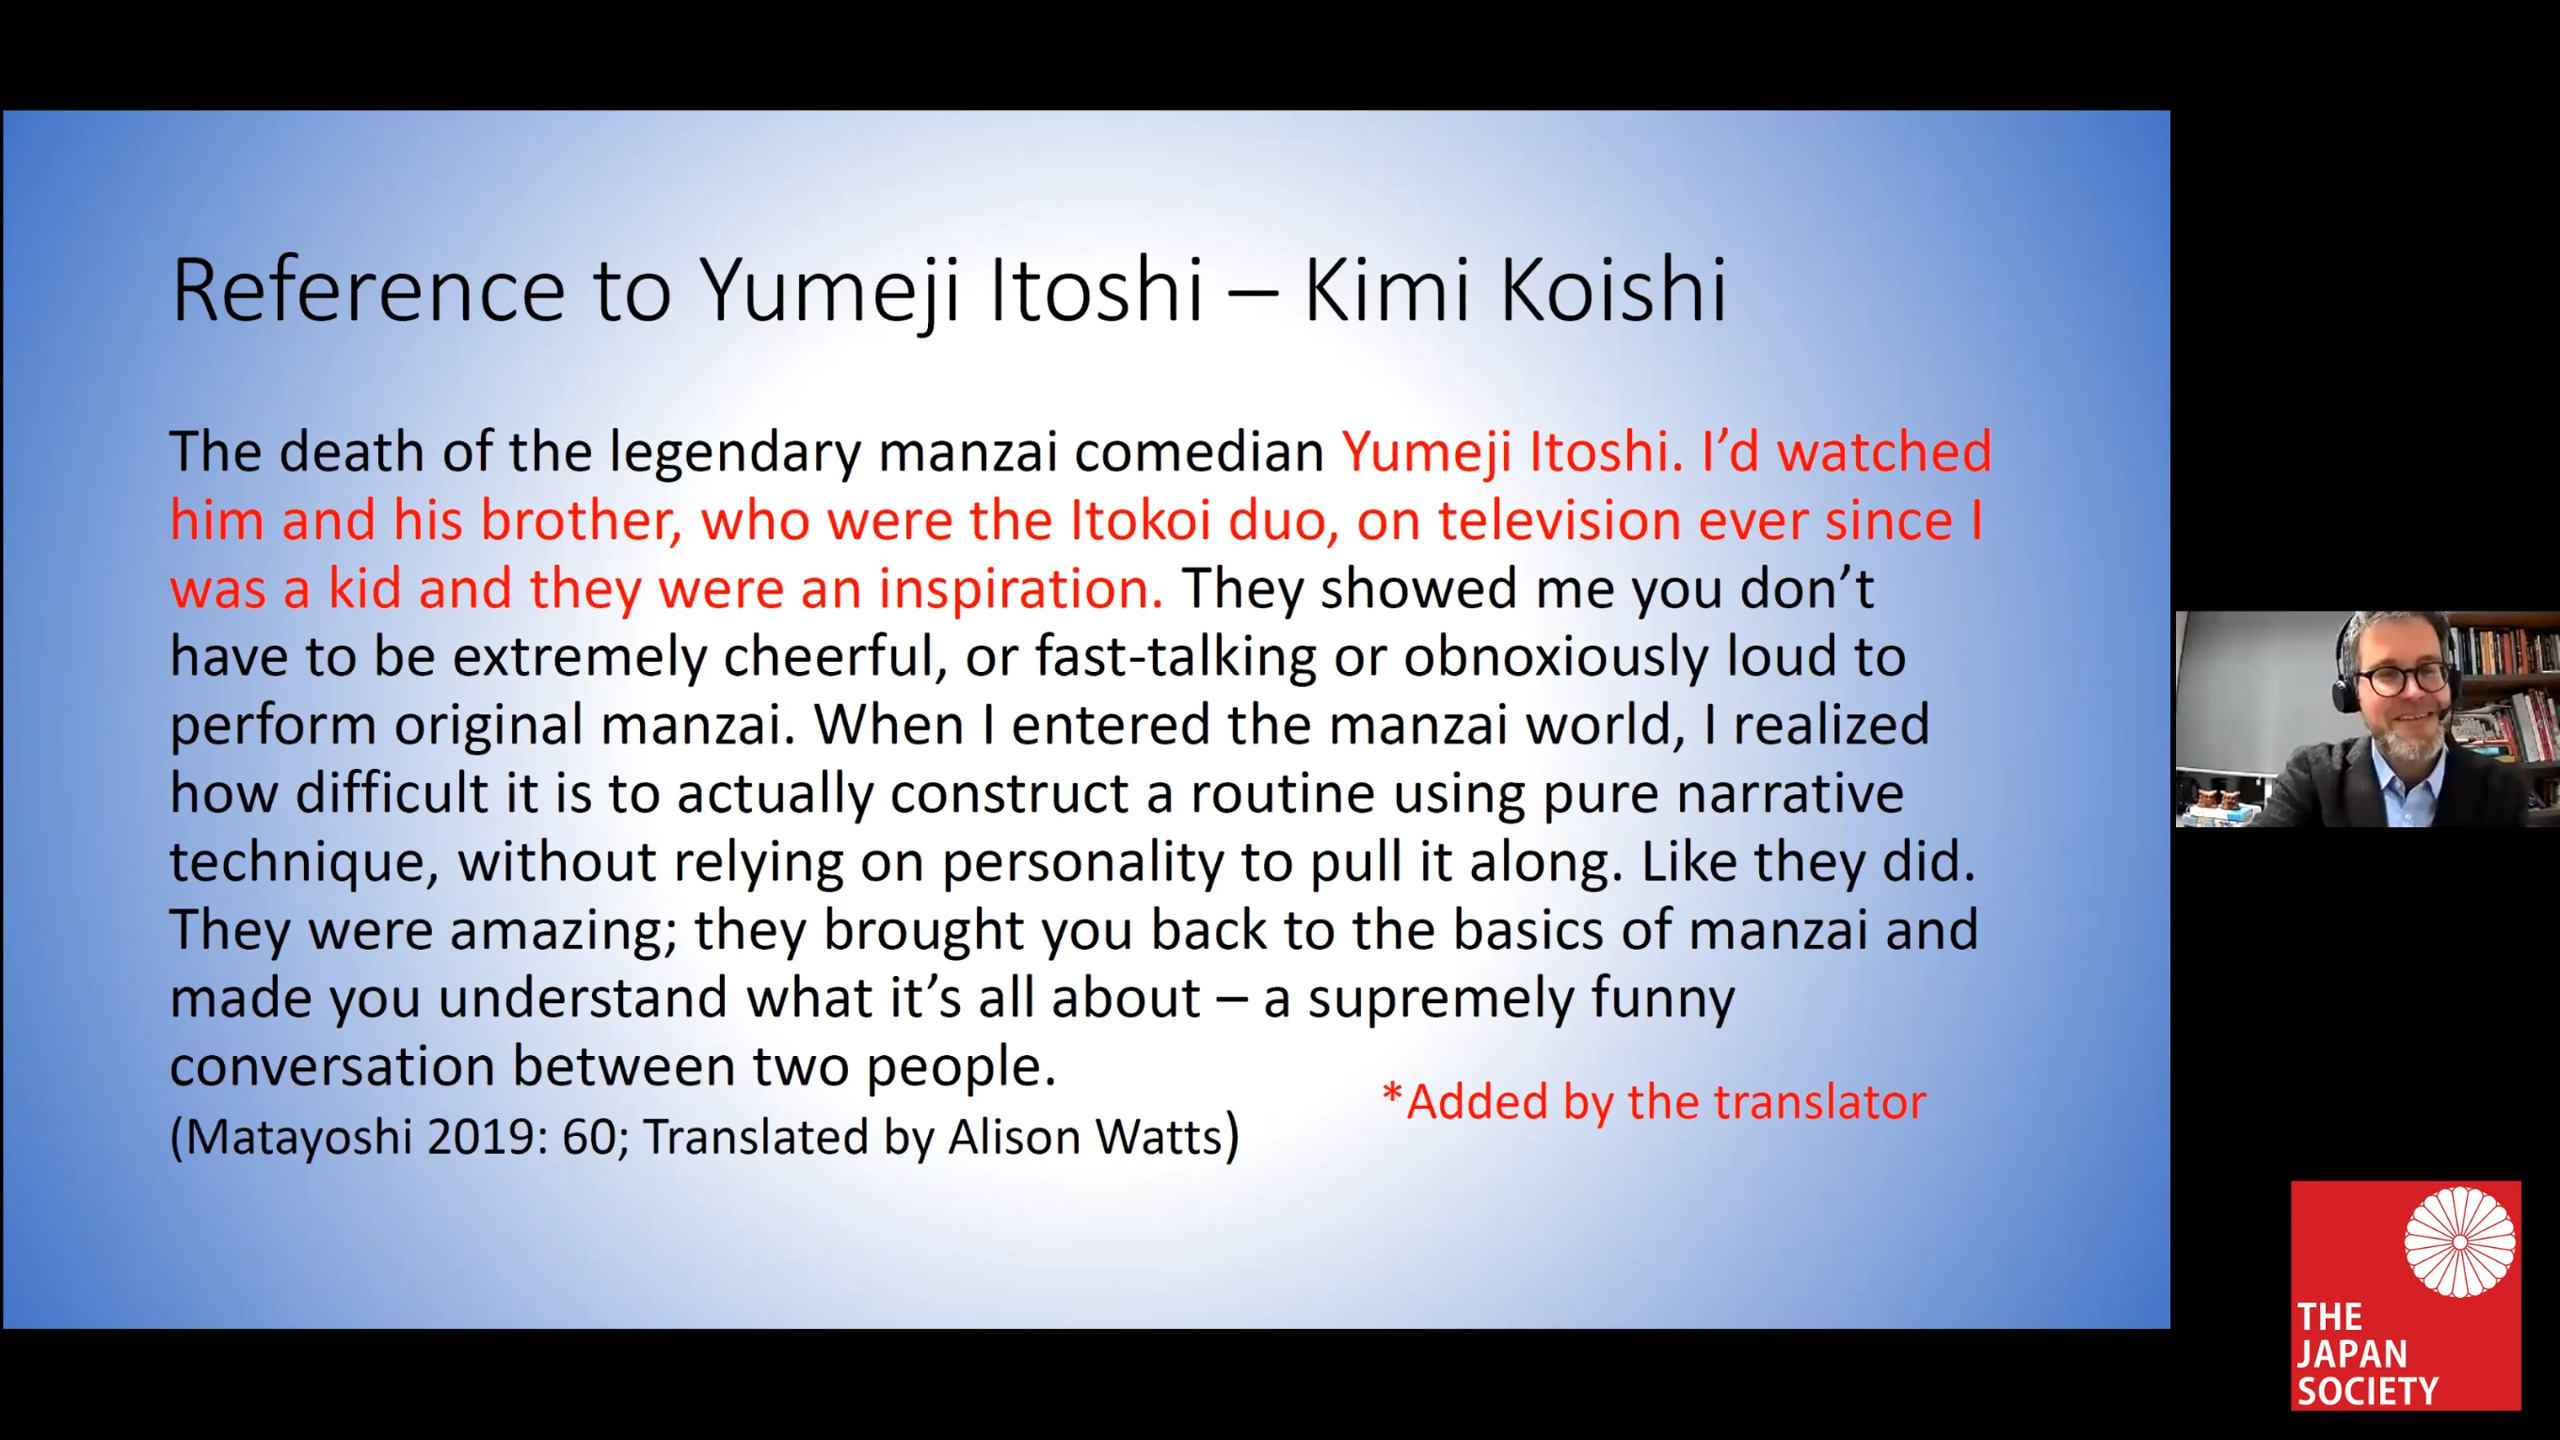 Reference to Yumeji Itoshi – Kimi Koishi
The death of the legendary manzai comedian Yumeji Itoshi. I’d watched
him and his brother, who were the Itokoi duo, on television ever since I
was a kid and they were an inspiration. They showed me you don’t
have to be extremely cheerful, or fast-talking or obnoxiously loud to
perform original manzai. When I entered the manzai world, I realized
how difficult it is to actually construct a routine using pure narrative
technique, without relying on personality to pull it along. Like they did.
They were amazing; they brought you back to the basics of manzai and
made you understand what it’s all about – a supremely funny
conversation between two people.
*Added by the translator
(Matayoshi 2019: 60; Translated by Alison Watts)
THE
JAPAN
SOCIETY